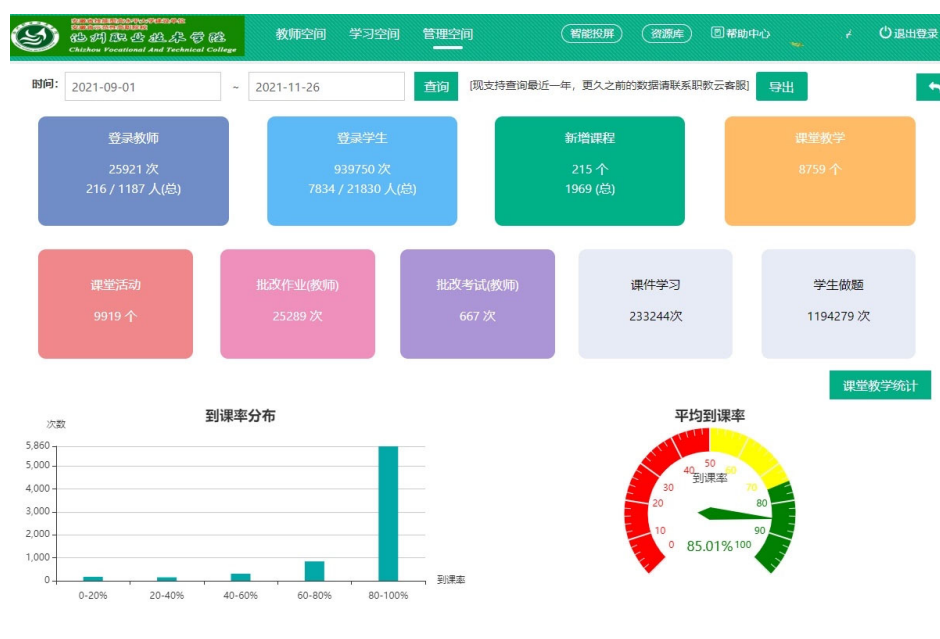 池州职业技术学院
Chizhou Vocational And Technical College
教师空间 学习空间 管理空间 智能投屏 资源库 帮助中心 退出登录
时间: 2021-09-01 ~ 2021-11-26 查询 [现支持查询最近一年，更久之前的数据请联系职教云客服] 导出
登录教师
25921 次
216 / 1187 人(总)
登录学生
939750 次
7834 / 21830 人(总)
新增课程
215 个
1969 (总)
课堂教学
8759 个
课堂活动
9919 个
批改作业(教师)
25289 次
批改考试(教师)
667 次
课件学习
233244次
学生做题
1194279 次
课堂教学统计
到课率分布
次数
5,860
5,000
4,000
3,000
2,000
1,000
0
0-20% 20-40% 40-60% 60-80% 80-100%
到课率
平均到课率
0 10 20 30 40 50 60 70 80 90 100
到课率
85.01%